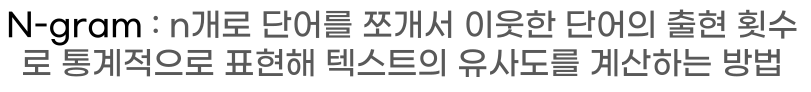 N-gram : n개로 단어를 쪼개서 이웃한 단어의 출현 횟수
로 통계적으로 표현해 텍스트의 유사도를 계산하는 방법